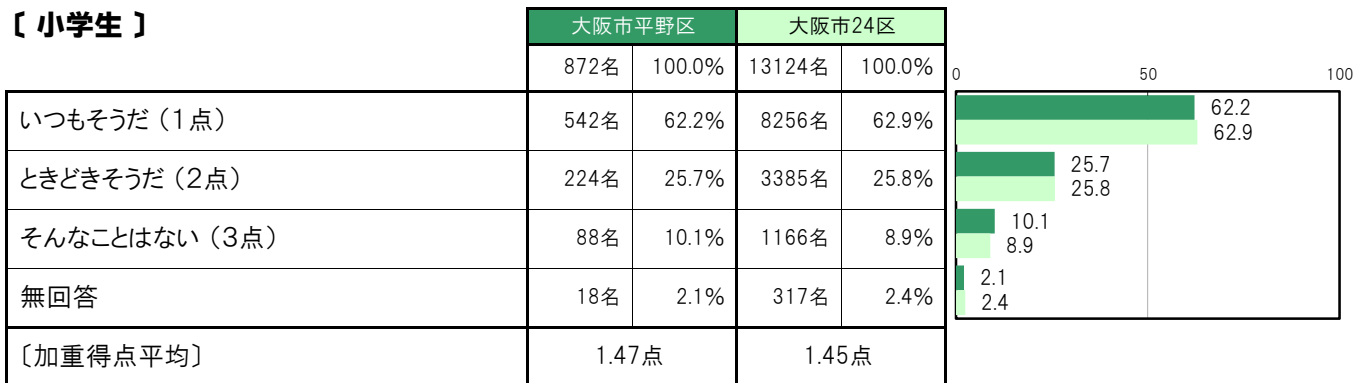 〔 小学生 〕
大阪市平野区 大阪市24区
872名 100.0% 13124名 100.0%
0 50 100
いつもそうだ（１点） 542名 62.2% 8256名 62.9%
62.2
62.9
ときどきそうだ（２点） 224名 25.7% 3385名 25.8%
25.7
25.8
そんなことはない（３点） 88名 10.1% 1166名 8.9%
10.1
8.9
無回答 18名 2.1% 317名 2.4%
2.1
2.4
〔加重得点平均〕 1.47点 1.45点